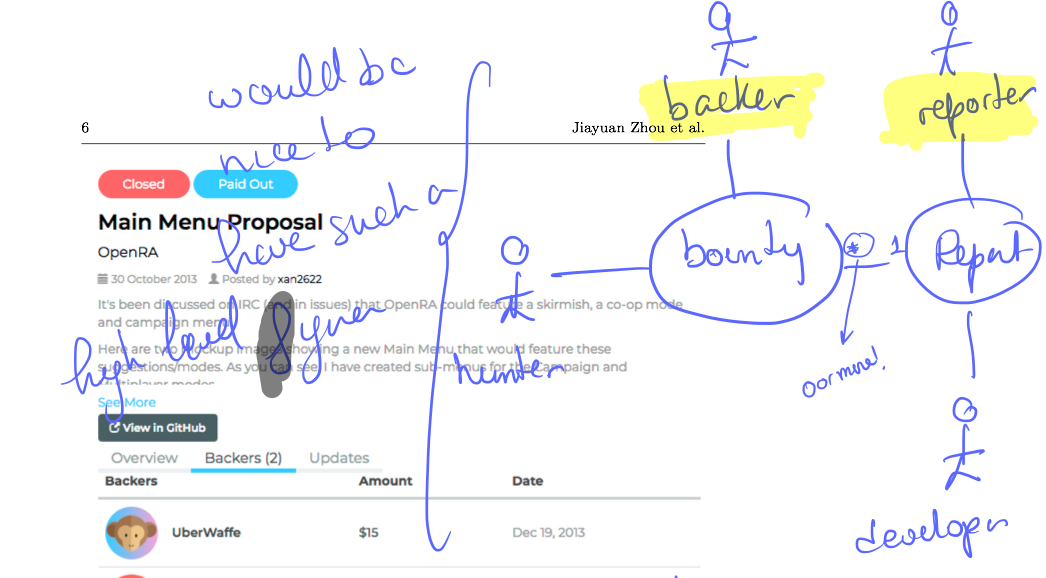 would be
backer
reporter
6
Jiayuan Zhou et al.
nice to
Closed
Paid Out
Main Menu Proposal
have such a
bounty
*
1
Report
OpenRA
30 October 2013
Posted by xan2622
It's been discussed on IRC (and in issues) that OpenRA could feature a skirmish, a co-op mode
and campaign menu
high level
Here are two mockup images showing a new Main Menu that would feature these
suggestions/modes. As you can see I have created sub-menus for the Campaign and
Multiplayer modes
hunter
0 or more!
See More
View in GitHub
Overview
Backers (2)
Updates
Backers
Amount
Date
UberWaffe
$15
Dec 19, 2013
developer